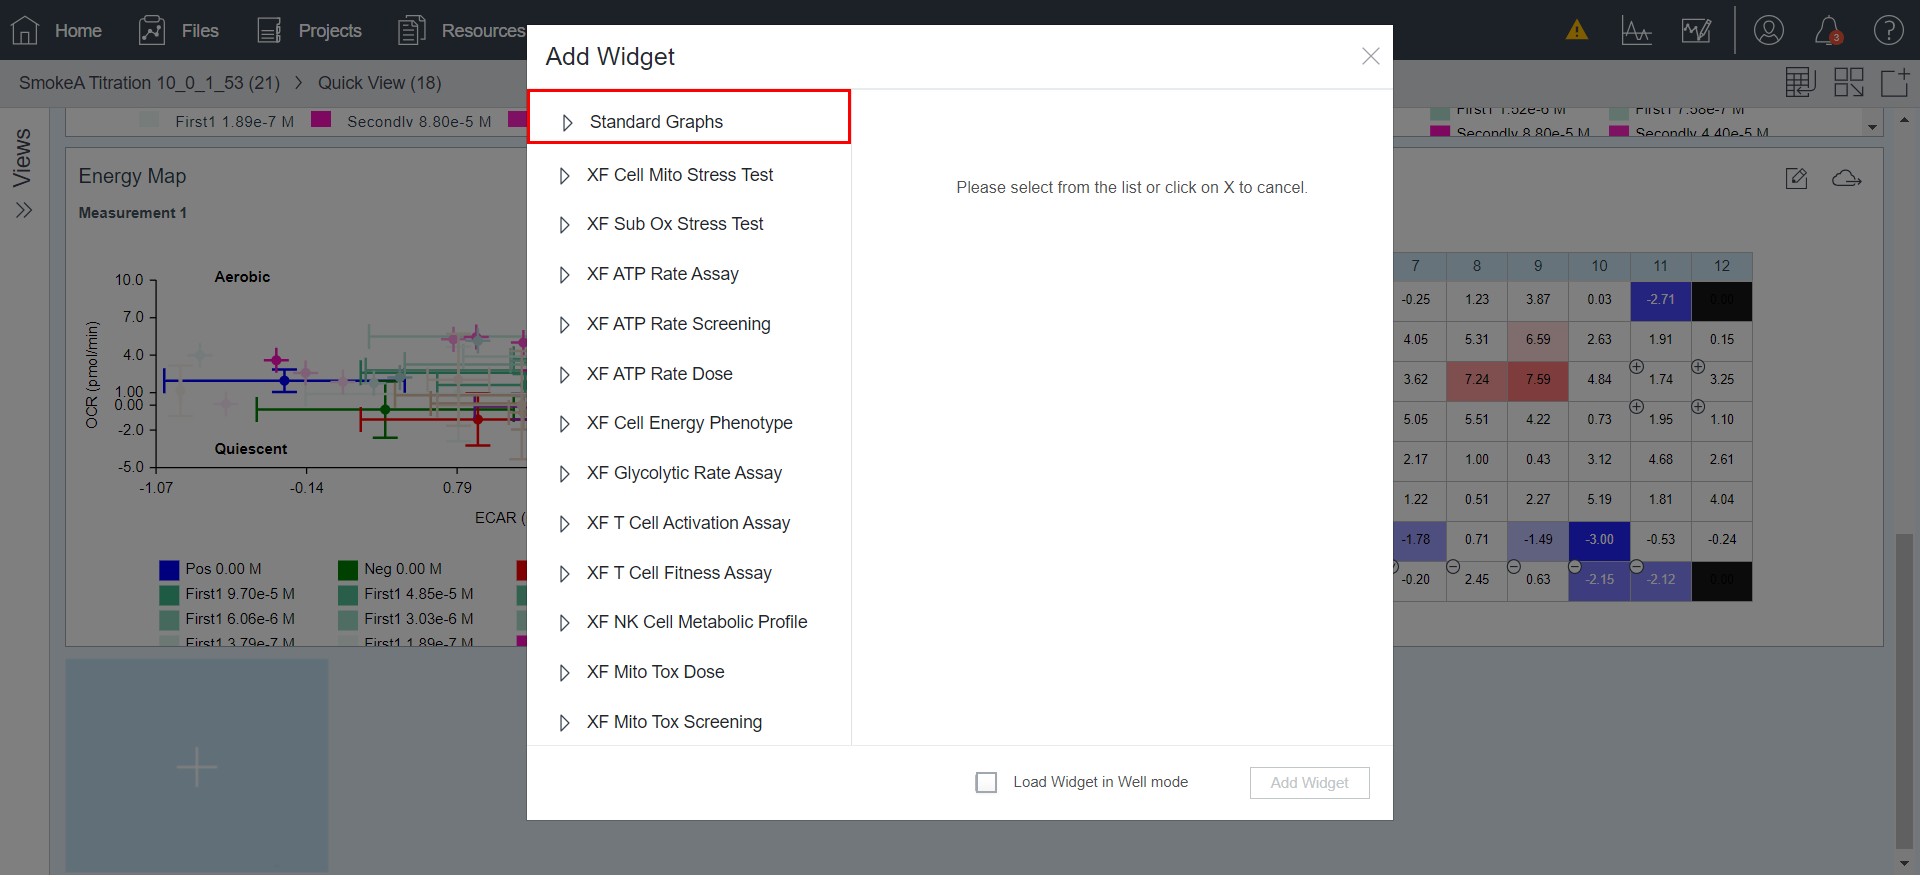 Home
Files
Projects
Resources
3
SmokeA Titration 10_0_1_53 (21) > Quick View (18)
Views
First1 1.89e-7 M
Secondly 8.80e-5 M
First1 1.52e-6 M
First1 7.58e-7 M
Secondly 8.80e-5 M
Secondly 4.40e-5 M
Energy Map
Measurement 1
OCR (pmol/min)
10.0
7.0
4.0
1.00
0.00
-2.0
-5.0
Aerobic
Quiescent
-1.07
-0.14
0.79
ECAR (
Pos 0.00 M
Neg 0.00 M
First1 9.70e-5 M
First1 4.85e-5 M
First1 6.06e-6 M
First1 3.03e-6 M
First1 3.79e-7 M
First1 1.89e-7 M
Add Widget
Standard Graphs
XF Cell Mito Stress Test
XF Sub Ox Stress Test
XF ATP Rate Assay
XF ATP Rate Screening
XF ATP Rate Dose
XF Cell Energy Phenotype
XF Glycolytic Rate Assay
XF T Cell Activation Assay
XF T Cell Fitness Assay
XF NK Cell Metabolic Profile
XF Mito Tox Dose
XF Mito Tox Screening
Please select from the list or click on X to cancel.
Load Widget in Well mode
Add Widget
7 8 9 10 11 12
-0.25 1.23 3.87 0.03 -2.71 0.00
4.05 5.31 6.59 2.63 1.91 0.15
3.62 7.24 7.59 4.84 1.74 3.25
5.05 5.51 4.22 0.73 1.95 1.10
2.17 1.00 0.43 3.12 4.68 2.61
1.22 0.51 2.27 5.19 1.81 4.04
-1.78 0.71 -1.49 -3.00 -0.53 -0.24
-0.20 2.45 0.63 -2.15 -2.12 0.00